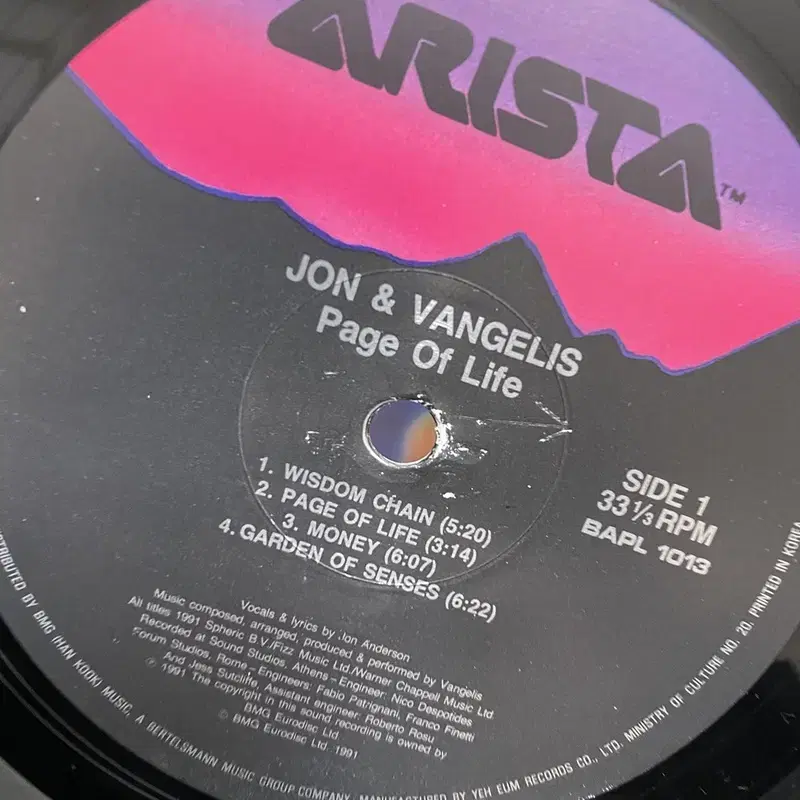 ARISTA™
JON & VANGELIS
Page Of Life
SIDE 1
33 1/3 RPM
BAPL 1013
1. WISDOM CHAIN (5:20)
2. PAGE OF LIFE (3:14)
3. MONEY (6:07)
4. GARDEN OF SENSES (6:22)
Vocals & lyrics by Jon Anderson
Music composed, arranged, produced & performed by Vangelis
All titles 1991 Spheric B.V./Fizz Music Ltd/Warner Chappell Music Ltd
Recorded at Sound Studios, Athens - Engineer: Nico Despotides
Forum Studios, Rome - Engineers: Fabio Patrignani, Franco Finetti
And Jess Sutcline, Assistent engineer: Roberto Rosu
℗ 1991 The copyright in this sound recording is owned by
BMG Eurodisc Ltd
© BMG Eurodisc Ltd. 1991
DISTRIBUTED BY BMG (HAN KOOK) MUSIC, A BERTELSMANN MUSIC GROUP COMPANY. MANUFACTURED BY YEH EUM RECORDS CO., LTD. MINISTRY OF CULTURE NO. 20. PRINTED IN KOREA